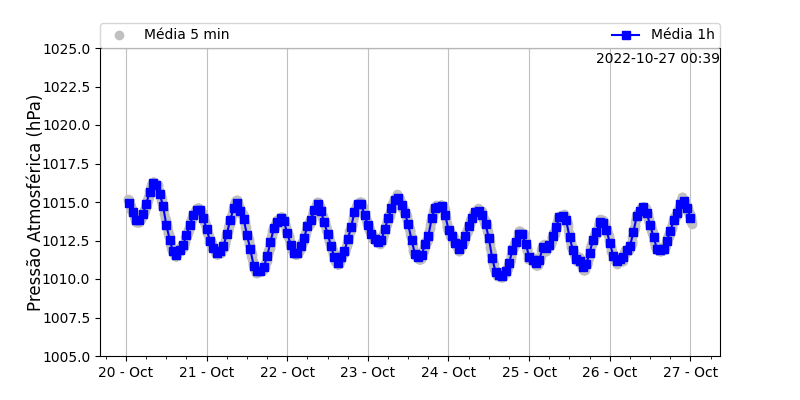 Média 5 min
Média 1h
2022-10-27 00:39
Pressão Atmosférica (hPa)
1025.0
1022.5
1020.0
1017.5
1015.0
1012.5
1010.0
1007.5
1005.0
20 - Oct
21 - Oct
22 - Oct
23 - Oct
24 - Oct
25 - Oct
26 - Oct
27 - Oct